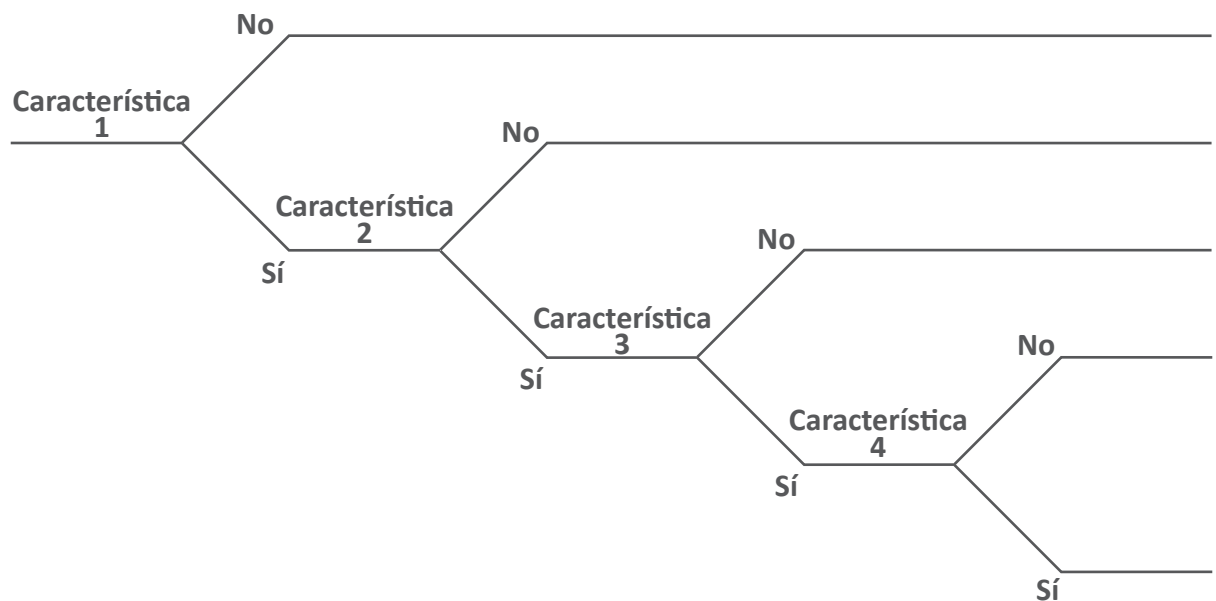 No
Característica
1
No
Característica
2
Sí
No
Característica
3
Sí
No
Característica
4
Sí
Sí